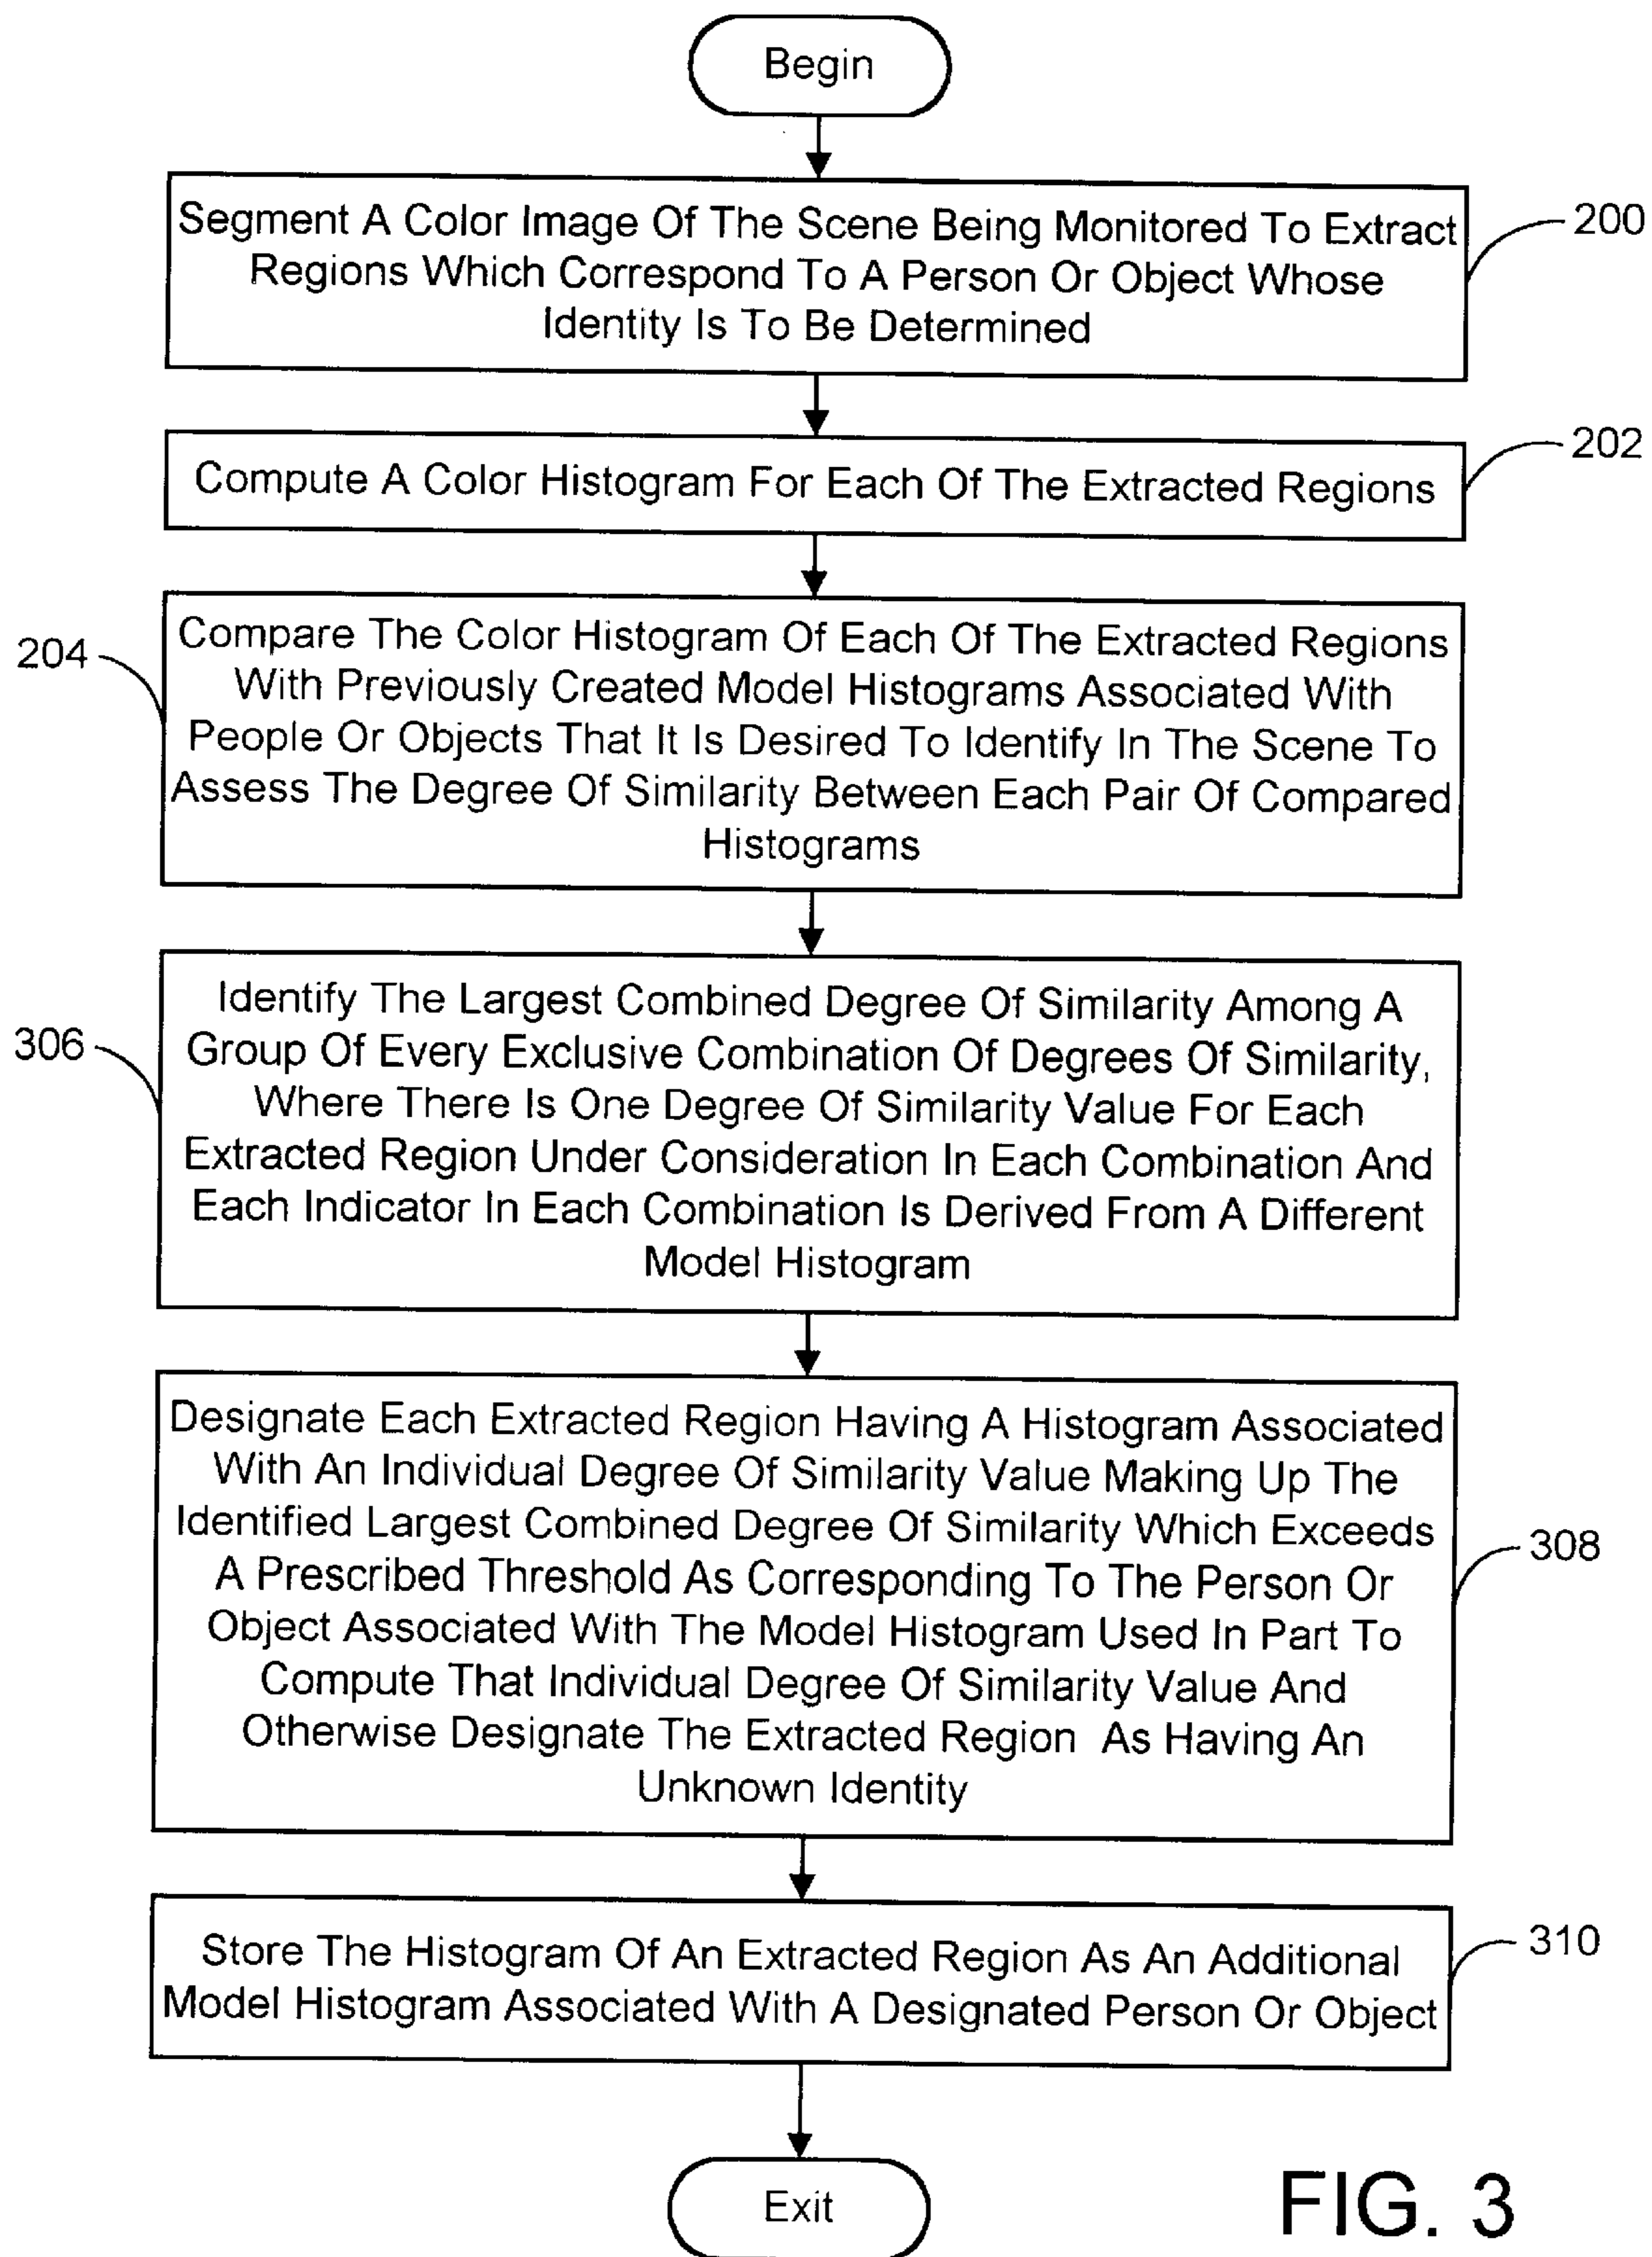 Begin
Segment A Color Image Of The Scene Being Monitored To Extract
Regions Which Correspond To A Person Or Object Whose
Identity Is To Be Determined
200
Compute A Color Histogram For Each Of The Extracted Regions
202
204
Compare The Color Histogram Of Each Of The Extracted Regions
With Previously Created Model Histograms Associated With
People Or Objects That It Is Desired To Identify In The Scene To
Assess The Degree Of Similarity Between Each Pair Of Compared
Histograms
306
Identify The Largest Combined Degree Of Similarity Among A
Group Of Every Exclusive Combination Of Degrees Of Similarity,
Where There Is One Degree Of Similarity Value For Each
Extracted Region Under Consideration In Each Combination And
Each Indicator In Each Combination Is Derived From A Different
Model Histogram
Designate Each Extracted Region Having A Histogram Associated
With An Individual Degree Of Similarity Value Making Up The
Identified Largest Combined Degree Of Similarity Which Exceeds
A Prescribed Threshold As Corresponding To The Person Or
Object Associated With The Model Histogram Used In Part To
Compute That Individual Degree Of Similarity Value And
Otherwise Designate The Extracted Region As Having An
Unknown Identity
308
Store The Histogram Of An Extracted Region As An Additional
Model Histogram Associated With A Designated Person Or Object
310
Exit
FIG. 3